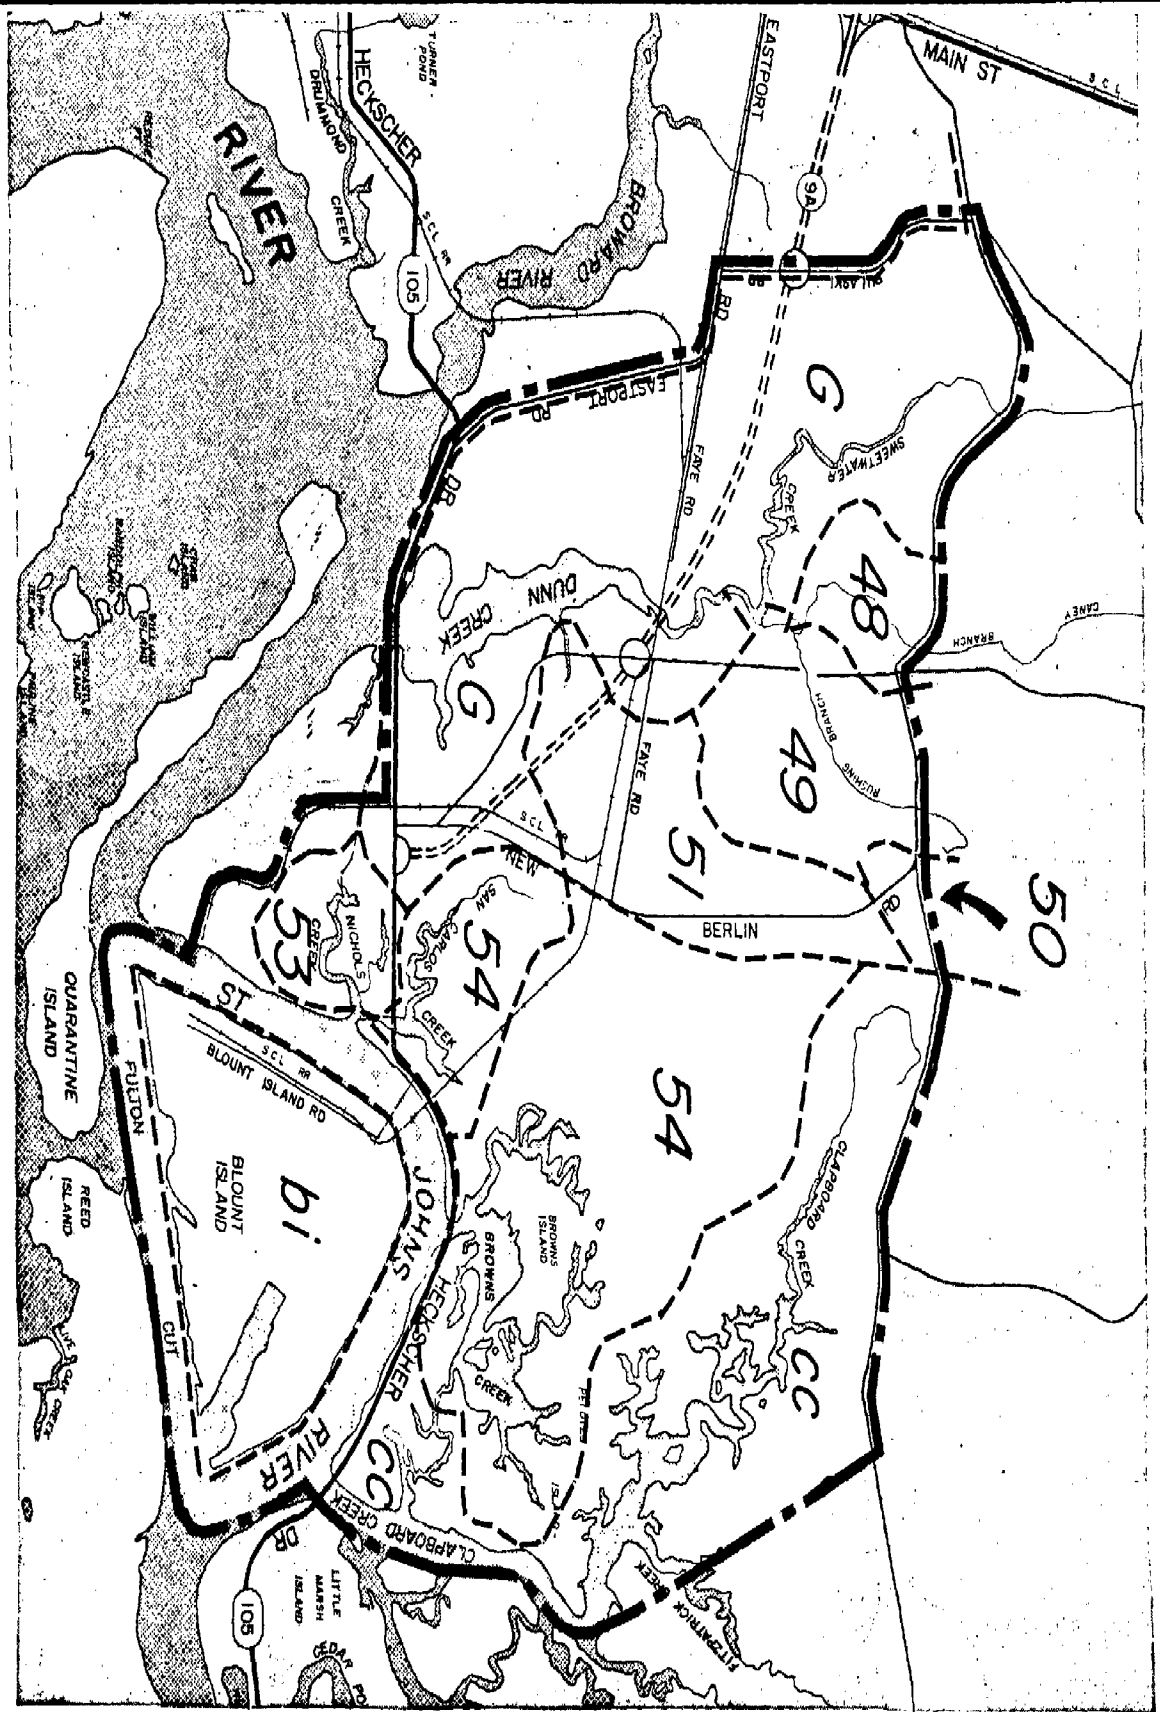 MAIN ST
S C L
EASTPORT
RD
HECKSCHER
TURNER
POND
DRUMMOND
CREEK
RIVER
BROWARD
RIVER
9A
105
SCL RR
PULASKI
RD
G
EASTPORT
RD
SWEETWATER
CREEK
FAYE RD
DR
48
CANEY
BRANCH
DUNN
CREEK
G
49
BRANCH
RUSHING
FAYE RD
SCL
51
50
NEW
BERLIN
RD
53
NICHOLS
CREEK
54
SAN
CARLOS
CREEK
54
QUARANTINE
ISLAND
ST
JOHNS
RIVER
SCL RR
BLOUNT ISLAND RD
FULTON
CUT
BLOUNT
ISLAND
bi
REED
ISLAND
BROWNS
ISLAND
BROWNS
CREEK
HECKSCHER
DR
CLAPBOARD
CREEK
CC
CC
CLAPBOARD CREEK
FITZPATRICK
CREEK
LITTLE
MARSH
ISLAND
CEDAR
105